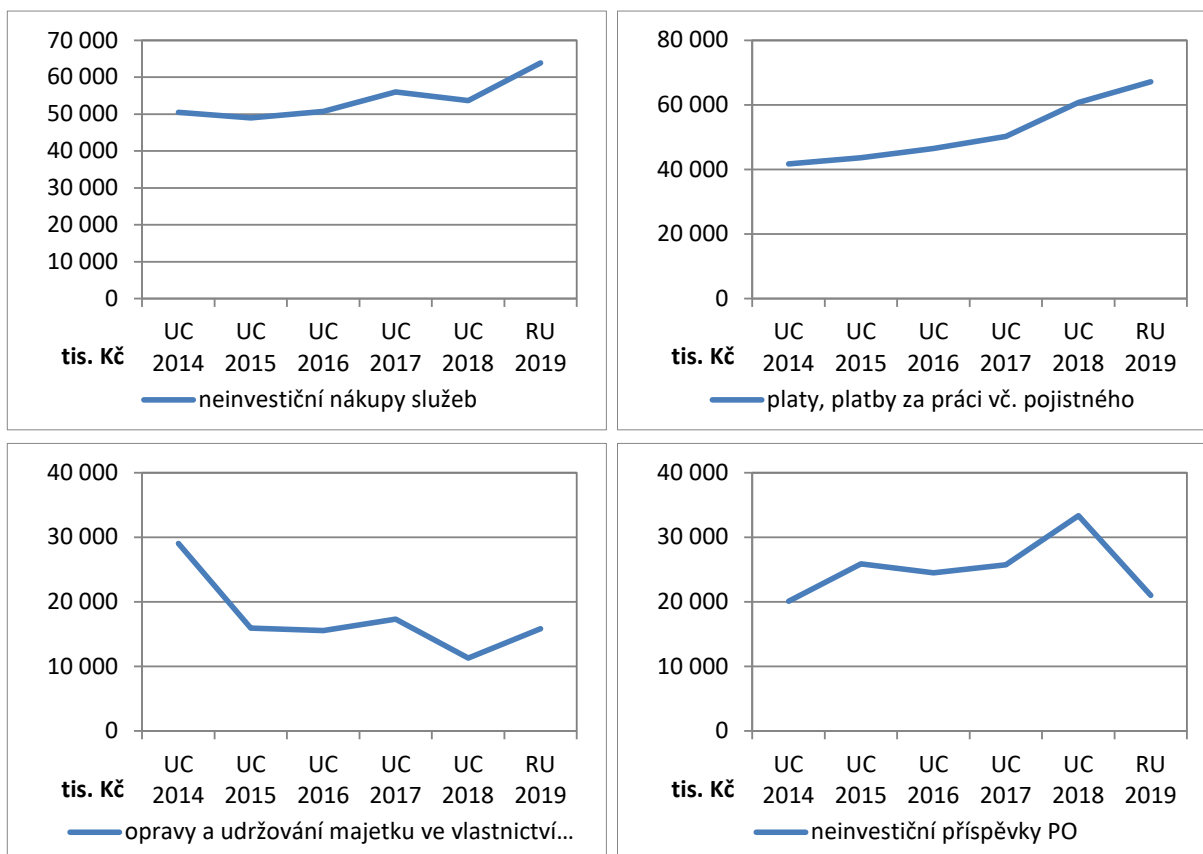 70 000
60 000
50 000
40 000
30 000
20 000
10 000
0
UC UC UC UC UC RU
tis. Kč 2014 2015 2016 2017 2018 2019
neinvestiční nákupy služeb
80 000
60 000
40 000
20 000
0
UC UC UC UC UC RU
tis. Kč 2014 2015 2016 2017 2018 2019
platy, platby za práci vč. pojistného
40 000
30 000
20 000
10 000
0
UC UC UC UC UC RU
tis. Kč 2014 2015 2016 2017 2018 2019
opravy a udržování majetku ve vlastnictví...
40 000
30 000
20 000
10 000
0
UC UC UC UC UC RU
tis. Kč 2014 2015 2016 2017 2018 2019
neinvestiční příspěvky PO